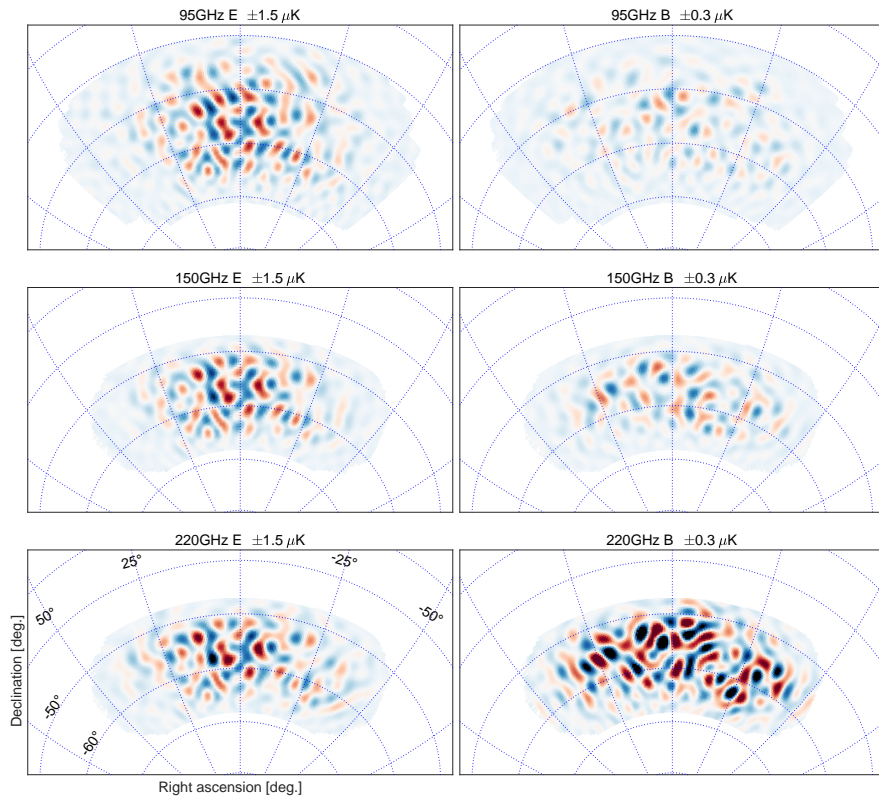 95GHz E ±1.5 μK
95GHz B ±0.3 μK
150GHz E ±1.5 μK
150GHz B ±0.3 μK
220GHz E ±1.5 μK
220GHz B ±0.3 μK
25°
-25°
50°
-50°
-50°
-60°
Declination [deg.]
Right ascension [deg.]